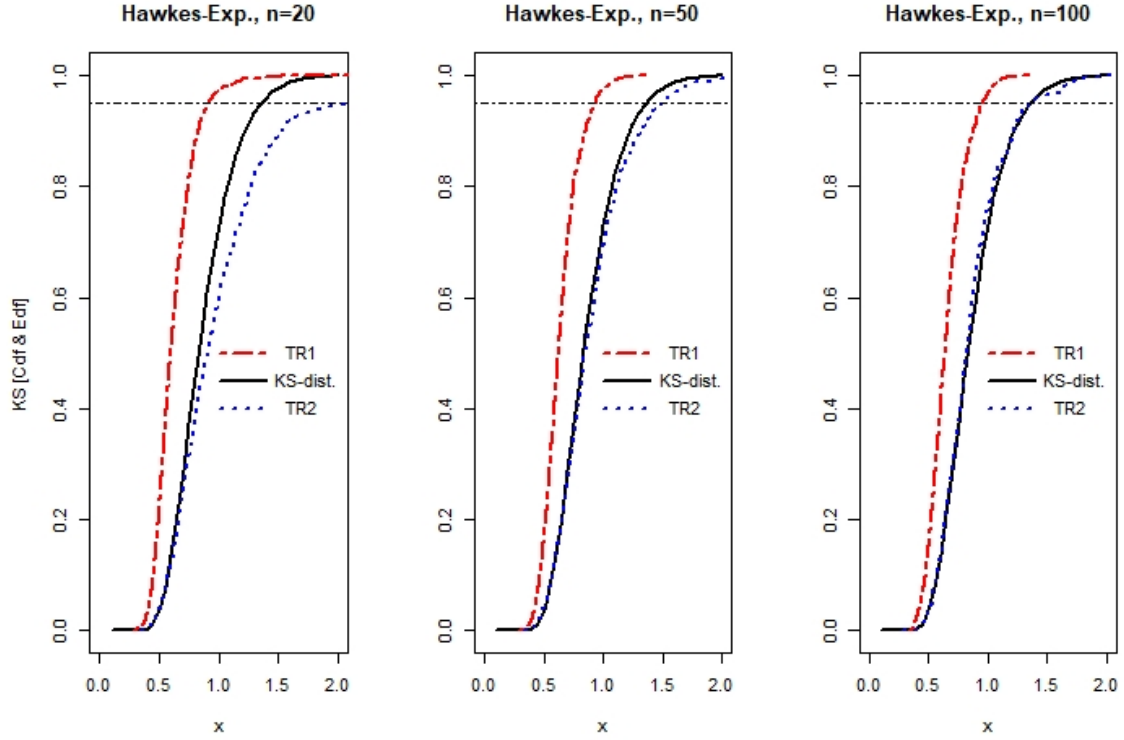 Hawkes-Exp., n=20
KS [Cdf & Edf]
1.0
0.8
0.6
0.4
0.2
0.0
TR1
KS-dist.
TR2
0.0 0.5 1.0 1.5 2.0
x
Hawkes-Exp., n=50
1.0
0.8
0.6
0.4
0.2
0.0
TR1
KS-dist.
TR2
0.0 0.5 1.0 1.5 2.0
x
Hawkes-Exp., n=100
1.0
0.8
0.6
0.4
0.2
0.0
TR1
KS-dist.
TR2
0.0 0.5 1.0 1.5 2.0
x